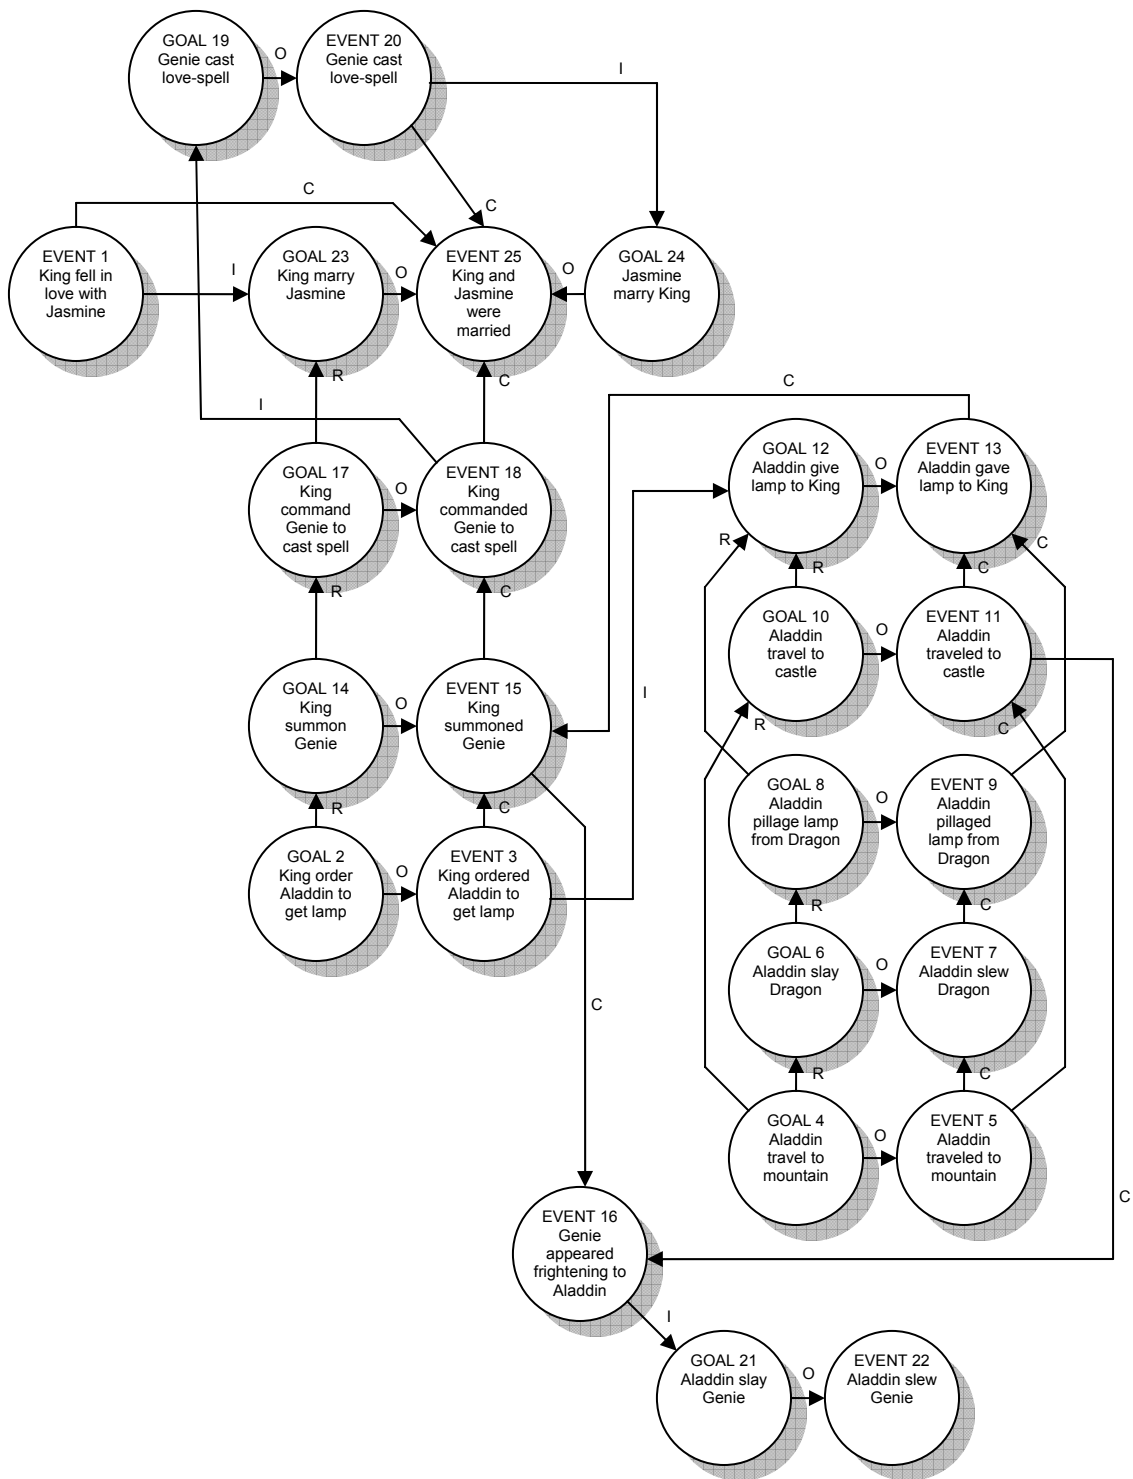 GOAL 19
Genie cast
love-spell
O
EVENT 20
Genie cast
love-spell
I
C
C
EVENT 1
King fell in
love with
Jasmine
I
GOAL 23
King marry
Jasmine
O
EVENT 25
King and
Jasmine
were
married
O
GOAL 24
Jasmine
marry King
R
C
I
C
GOAL 17
King
command
Genie to
cast spell
O
EVENT 18
King
commanded
Genie to
cast spell
GOAL 12
Aladdin give
lamp to King
O
EVENT 13
Aladdin gave
lamp to King
R
C
R
C
R
C
GOAL 10
Aladdin
travel to
castle
O
EVENT 11
Aladdin
traveled to
castle
GOAL 14
King
summon
Genie
O
EVENT 15
King
summoned
Genie
I
R
C
R
C
GOAL 8
Aladdin
pillage lamp
from Dragon
O
EVENT 9
Aladdin
pillaged
lamp from
Dragon
GOAL 2
King order
Aladdin to
get lamp
O
EVENT 3
King ordered
Aladdin to
get lamp
R
C
GOAL 6
Aladdin slay
Dragon
O
EVENT 7
Aladdin slew
Dragon
C
R
C
GOAL 4
Aladdin
travel to
mountain
O
EVENT 5
Aladdin
traveled to
mountain
C
EVENT 16
Genie
appeared
frightening to
Aladdin
I
GOAL 21
Aladdin slay
Genie
O
EVENT 22
Aladdin slew
Genie